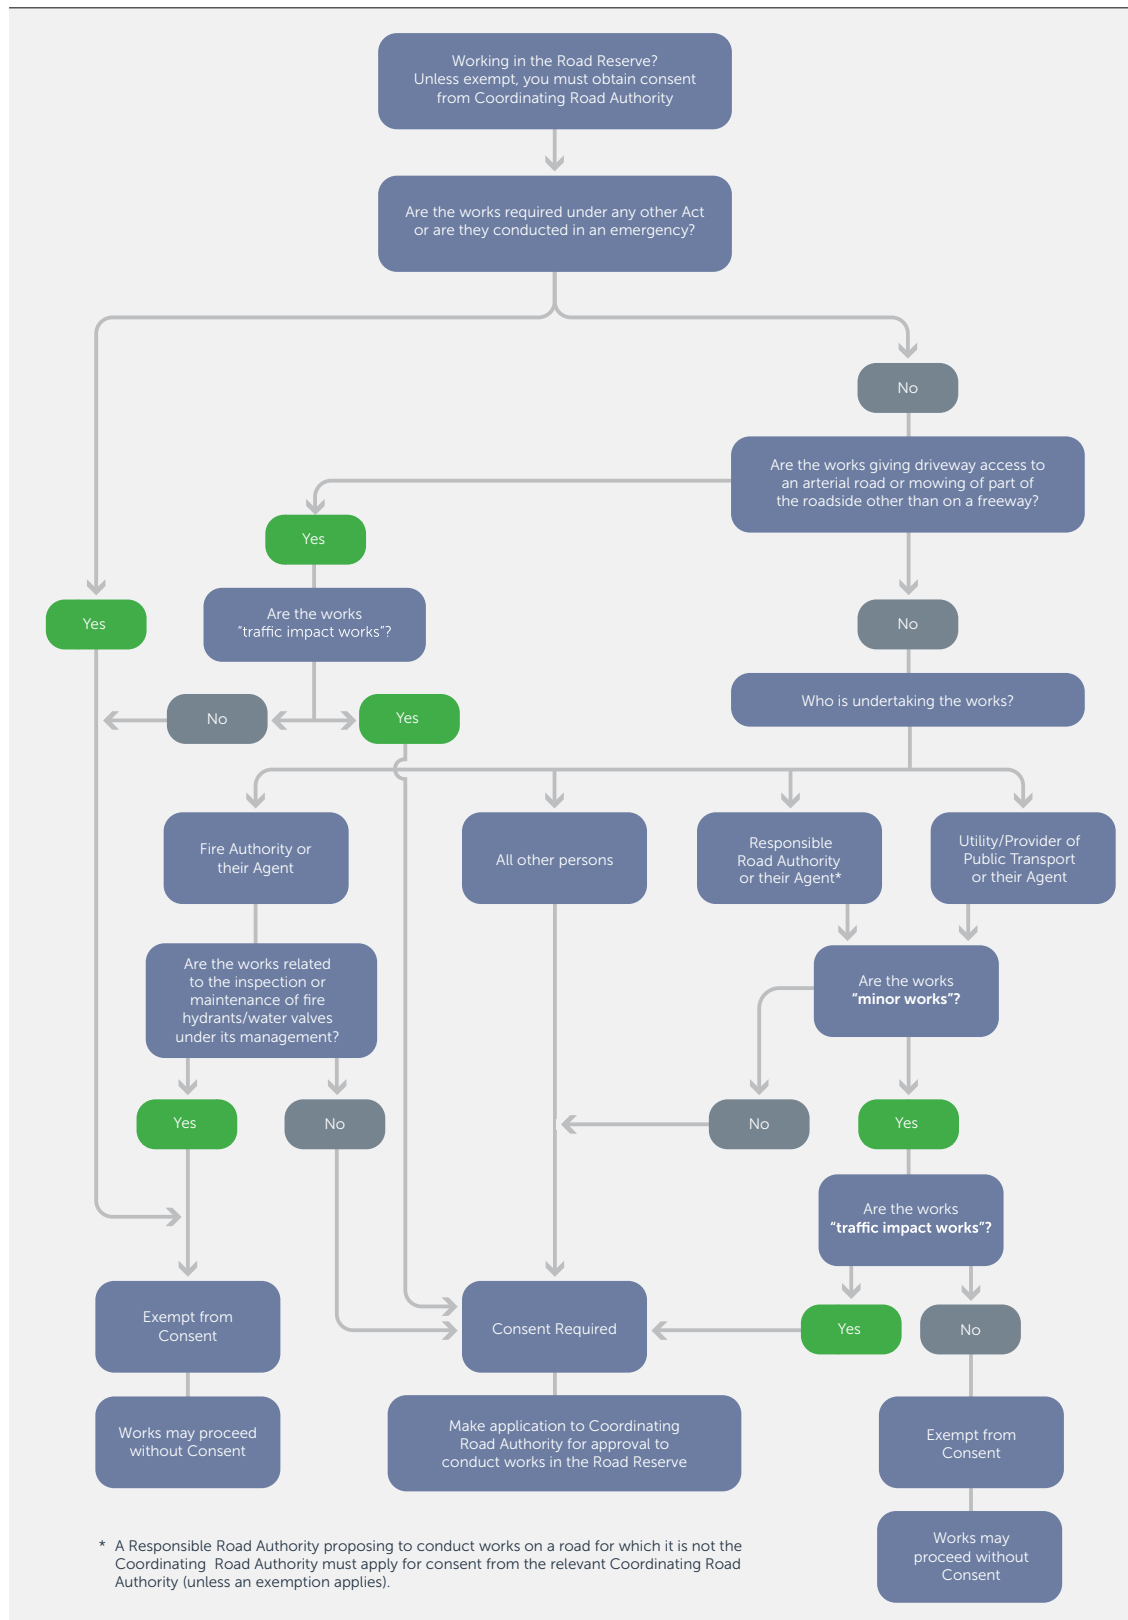 Working in the Road Reserve?
Unless exempt, you must obtain consent
from Coordinating Road Authority
Are the works required under any other Act
or are they conducted in an emergency?
No
Are the works giving driveway access to
an arterial road or mowing of part of
the roadside other than on a freeway?
Yes
Yes
Are the works
"traffic impact works"?
No
Who is undertaking the works?
No
Yes
Fire Authority or
their Agent
All other persons
Responsible
Road Authority
or their Agent*
Utility/Provider of
Public Transport
or their Agent
Are the works related
to the inspection or
maintenance of fire
hydrants/water valves
under its management?
Are the works
"minor works"?
Yes
No
No
Yes
Are the works
"traffic impact works"?
Exempt from
Consent
Consent Required
Yes
No
Works may proceed
without Consent
Make application to Coordinating
Road Authority for approval to
conduct works in the Road Reserve
Exempt from
Consent
Works may
proceed without
Consent
* A Responsible Road Authority proposing to conduct works on a road for which it is not the
Coordinating Road Authority must apply for consent from the relevant Coordinating Road
Authority (unless an exemption applies).